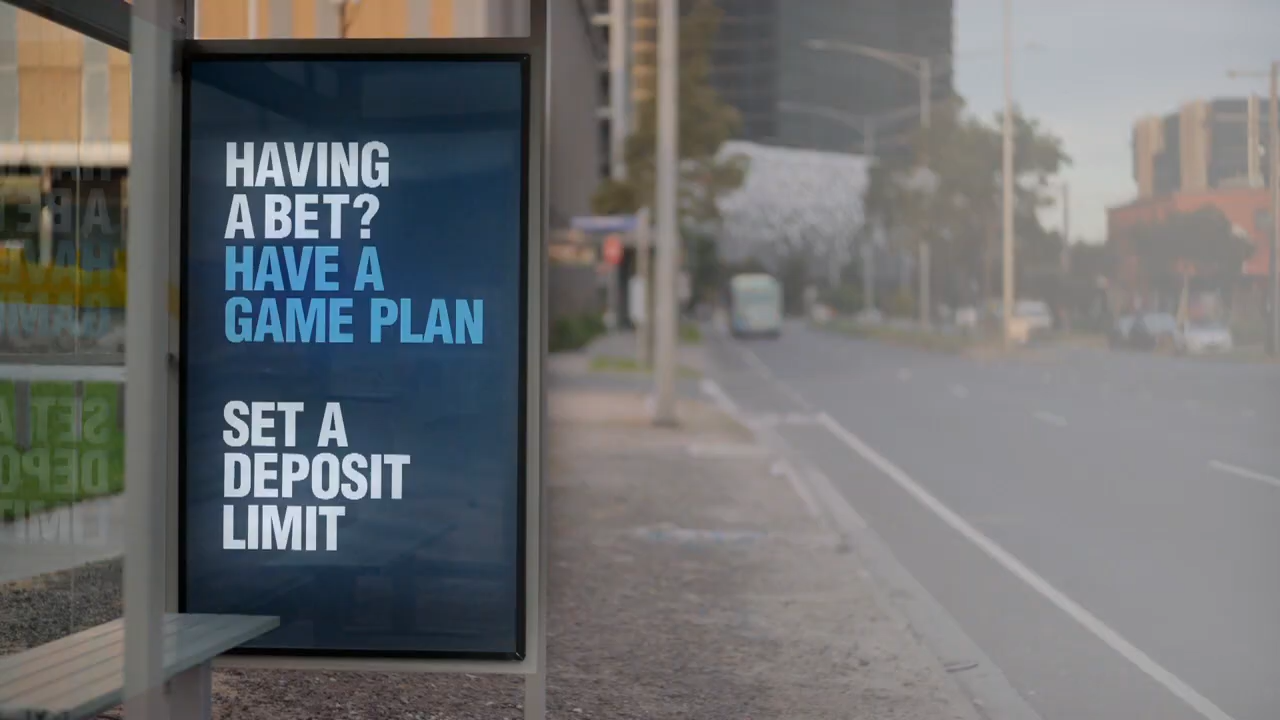 HAVING
A BET?
HAVE A
GAME PLAN
SET A
DEPOSIT
LIMIT